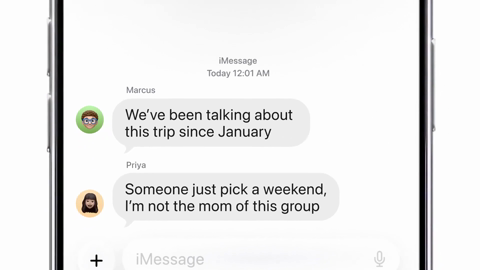 iMessage
Today 12:01 AM
Marcus
We’ve been talking about
this trip since January
Priya
Someone just pick a weekend,
I’m not the mom of this group
iMessage